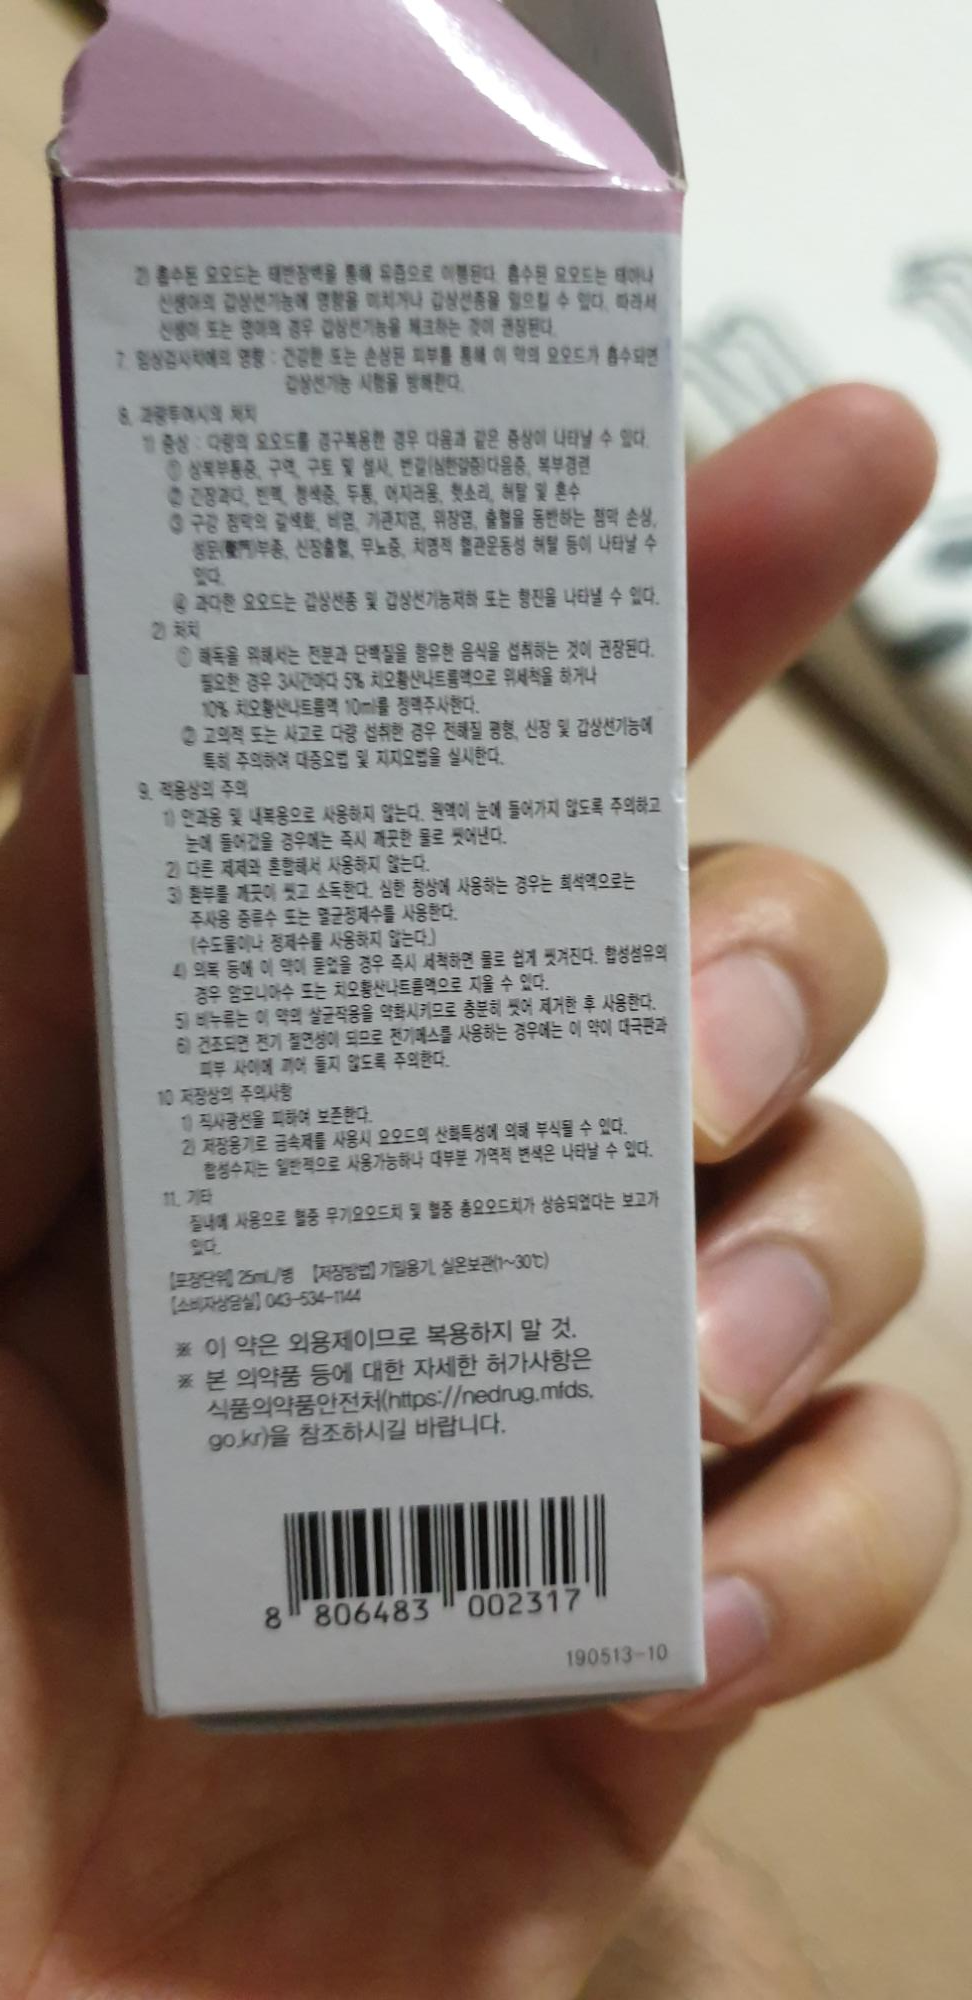 2) 흡수된 요오드는 태반장벽을 통해 유즙으로 이행된다. 흡수된 요오드는 태아나
신생아의 갑상선기능에 영향을 미치거나 갑상선종을 일으킬 수 있다. 따라서
신생아 또는 영아의 경우 갑상선기능을 체크하는 것이 권장된다.
7. 임상검사치에의 영향 : 건강한 또는 손상된 피부를 통해 이 약의 요오드가 흡수되면
갑상선기능 시험을 방해한다.
8. 과량투여시의 처치
1) 증상 : 다량의 요오드를 경구복용한 경우 다음과 같은 증상이 나타날 수 있다.
① 상복부통증, 구역, 구토 및 설사, 번갈(심한갈증)다음증, 복부경련
② 긴장과다, 빈맥, 청색증, 두통, 어지러움, 헛소리, 허탈 및 혼수
③ 구강 점막의 갈색화, 비염, 기관지염, 위장염, 출혈을 동반하는 점막 손상,
성문(聲門)부종, 신장출혈, 무뇨증, 치명적 혈관운동성 허탈 등이 나타날 수
있다.
④ 과다한 요오드는 갑상선종 및 갑상선기능저하 또는 항진을 나타낼 수 있다.
2) 처치
① 해독을 위해서는 전분과 단백질을 함유한 음식을 섭취하는 것이 권장된다.
필요한 경우 3시간마다 5% 치오황산나트륨액으로 위세척을 하거나
10% 치오황산나트륨액 10ml를 정맥주사한다.
② 고의적 또는 사고로 다량 섭취한 경우 전해질 평형, 신장 및 갑상선기능에
특히 주의하여 대증요법 및 지지요법을 실시한다.
9. 적용상의 주의
1) 안과용 및 내복용으로 사용하지 않는다. 원액이 눈에 들어가지 않도록 주의하고
눈에 들어갔을 경우에는 즉시 깨끗한 물로 씻어낸다.
2) 다른 제제와 혼합해서 사용하지 않는다.
3) 환부를 깨끗이 씻고 소독한다. 심한 창상에 사용하는 경우는 희석액으로는
주사용 증류수 또는 멸균정제수를 사용한다.
(수도물이나 정제수를 사용하지 않는다.)
4) 의복 등에 이 약이 묻었을 경우 즉시 세척하면 물로 쉽게 씻겨진다. 합성섬유의
경우 암모니아수 또는 치오황산나트륨액으로 지울 수 있다.
5) 비누류는 이 약의 살균작용을 약화시키므로 충분히 씻어 제거한 후 사용한다.
6) 건조되면 전기 절연성이 되므로 전기메스를 사용하는 경우에는 이 약이 대극판과
피부 사이에 끼어 들지 않도록 주의한다.
10 저장상의 주의사항
1) 직사광선을 피하여 보존한다.
2) 저장용기로 금속제를 사용시 요오드의 산화특성에 의해 부식될 수 있다.
합성수지는 일반적으로 사용가능하나 대부분 가역적 변색은 나타날 수 있다.
11. 기타
질내에 사용으로 혈중 무기요오드치 및 혈중 총요오드치가 상승되었다는 보고가
있다.
【포장단위】 25mL/병 【저장방법】 기밀용기, 실온보관(1~30℃)
【소비자상담실】 043-534-1144
※ 이 약은 외용제이므로 복용하지 말 것.
※ 본 의약품 등에 대한 자세한 허가사항은
식품의약품안전처(https://nedrug.mfds.
go.kr)을 참조하시길 바랍니다.
8 806483 002317
190513-10